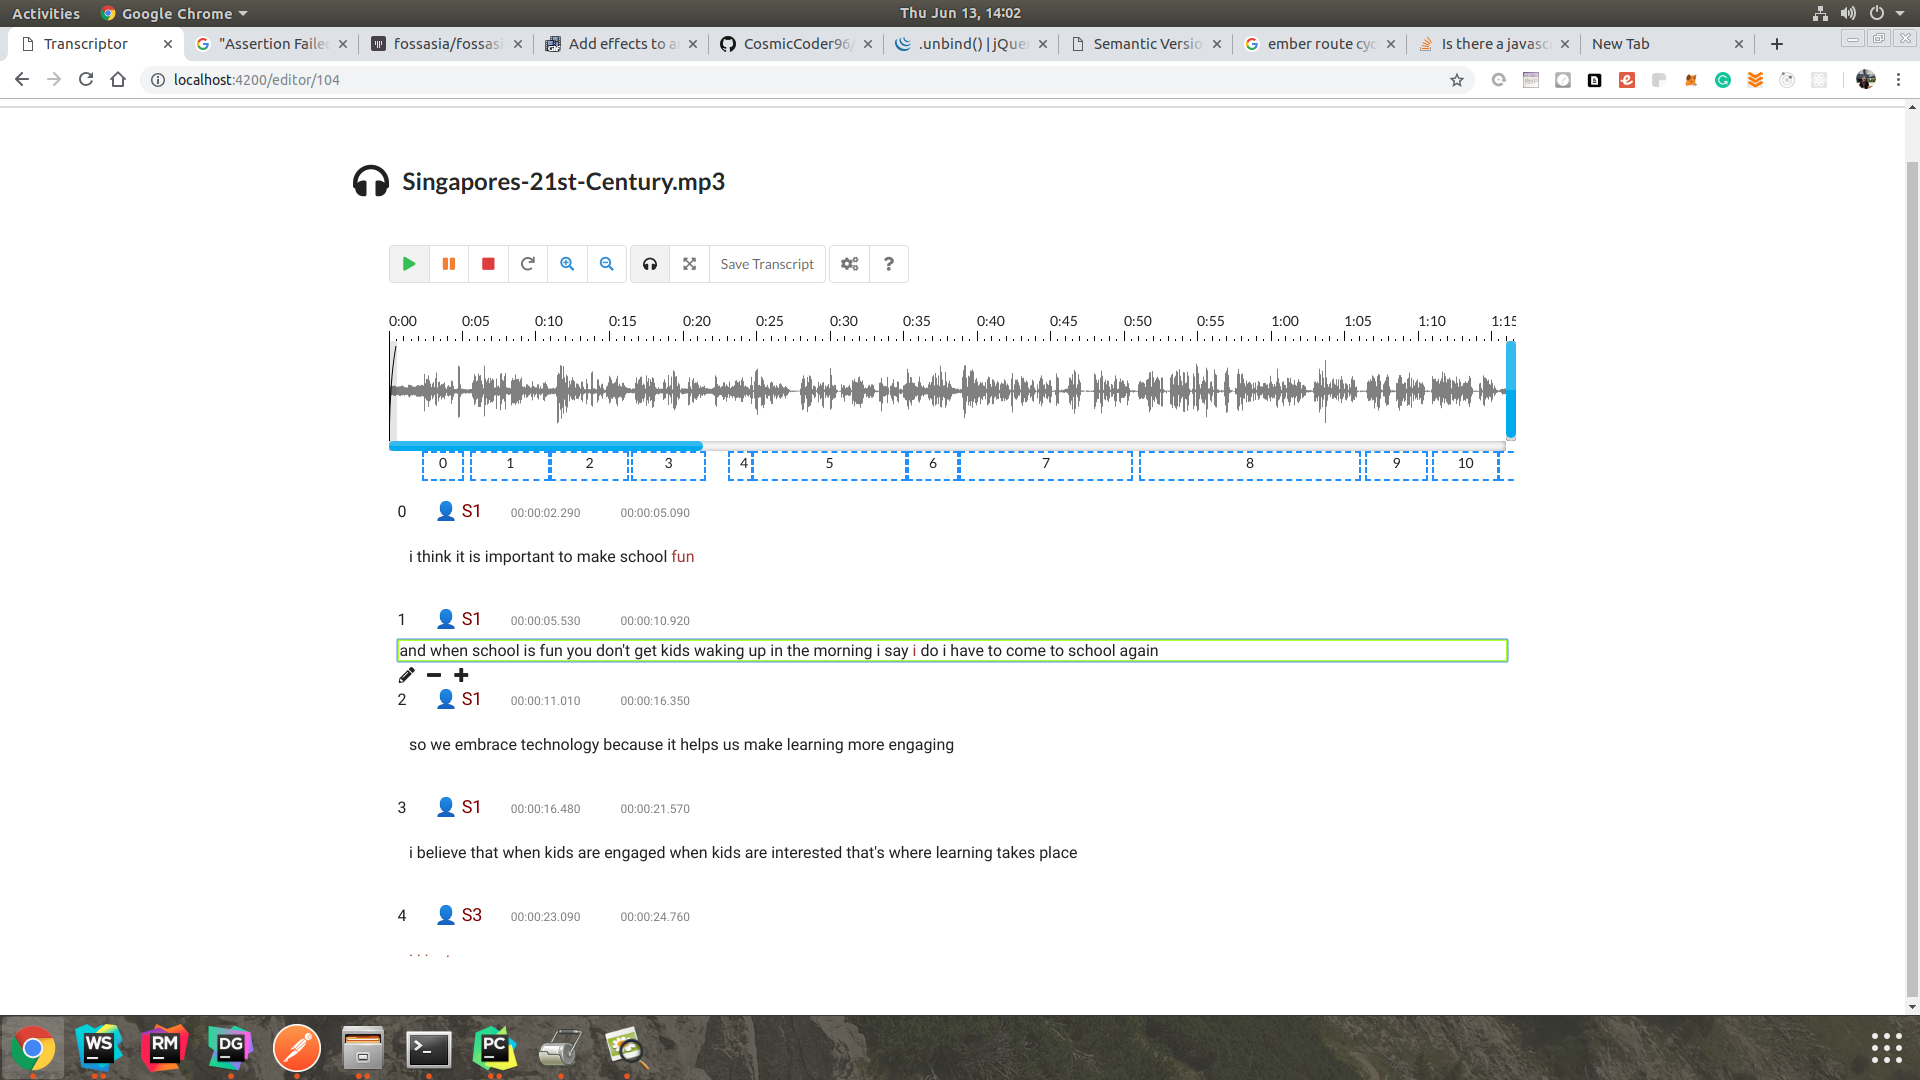 Activities Google Chrome Thu Jun 13, 14:02
Transcriptor "Assertion Failed fossasia/fossasi Add effects to a CosmicCoder96/ .unbind() | jQue Semantic Versio ember route cyc Is there a javasc New Tab
localhost:4200/editor/104
Singapores-21st-Century.mp3
Save Transcript ?
0:00 0:05 0:10 0:15 0:20 0:25 0:30 0:35 0:40 0:45 0:50 0:55 1:00 1:05 1:10 1:15
0 1 2 3 4 5 6 7 8 9 10
0 S1 00:00:02.290 00:00:05.090
i think it is important to make school fun
1 S1 00:00:05.530 00:00:10.920
and when school is fun you don't get kids waking up in the morning i say i do i have to come to school again
2 S1 00:00:11.010 00:00:16.350
so we embrace technology because it helps us make learning more engaging
3 S1 00:00:16.480 00:00:21.570
i believe that when kids are engaged when kids are interested that's where learning takes place
4 S3 00:00:23.090 00:00:24.760
WS RM DG >_ PC